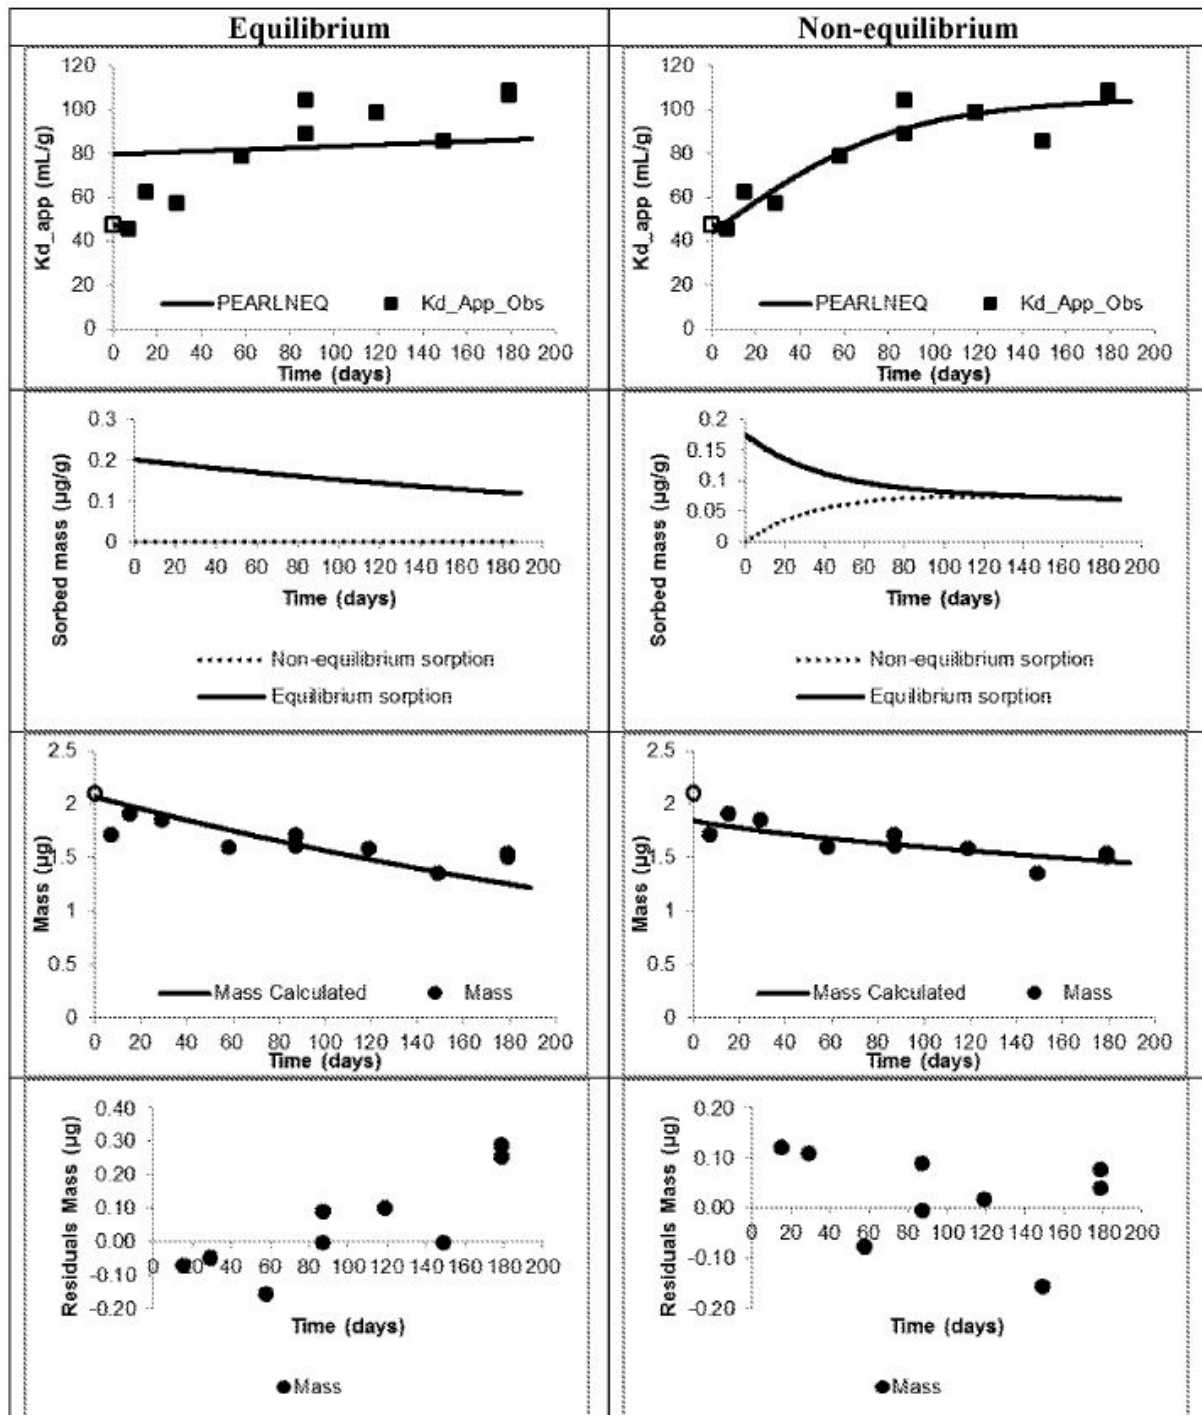 Equilibrium
Non-equilibrium
120
100
80
60
40
20
0
Kd_app (mL/g)
PEARLNEQ
Kd_App_Obs
0 20 40 60 80 100 120 140 160 180 200
Time (days)
120
100
80
60
40
20
0
Kd_app (mL/g)
PEARLNEQ
Kd_App_Obs
0 20 40 60 80 100 120 140 160 180 200
Time (days)
0.3
0.2
0.1
0
Sorbed mass (µg/g)
0 20 40 60 80 100 120 140 160 180 200
Time (days)
Non-equilibrium sorption
Equilibrium sorption
0.2
0.15
0.1
0.05
0
Sorbed mass (µg/g)
0 20 40 60 80 100 120 140 160 180 200
Time (days)
Non-equilibrium sorption
Equilibrium sorption
2.5
2
1.5
1
0.5
0
Mass (µg)
Mass Calculated
Mass
0 20 40 60 80 100 120 140 160 180 200
Time (days)
2.5
2
1.5
1
0.5
0
Mass (µg)
Mass Calculated
Mass
0 20 40 60 80 100 120 140 160 180 200
Time (days)
0.40
0.30
0.20
0.10
0.00
-0.10
-0.20
Residuals Mass (µg)
0 20 40 60 80 100 120 140 160 180 200
Time (days)
Mass
0.20
0.10
0.00
-0.10
-0.20
Residuals Mass (µg)
0 20 40 60 80 100 120 140 160 180 200
Time (days)
Mass